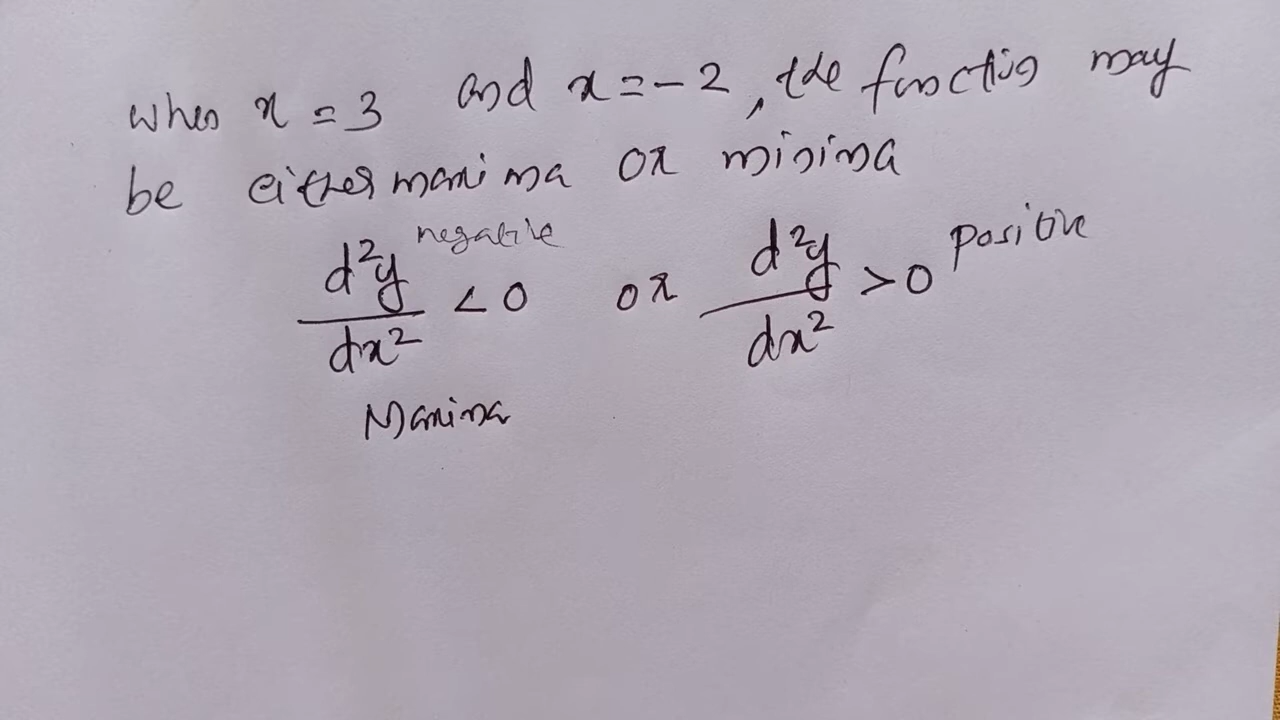 when x = 3 and x = -2, the function may
be either maxima or minima
d²y/dx² < 0 negative or d²y/dx² > 0 positive
Maxima